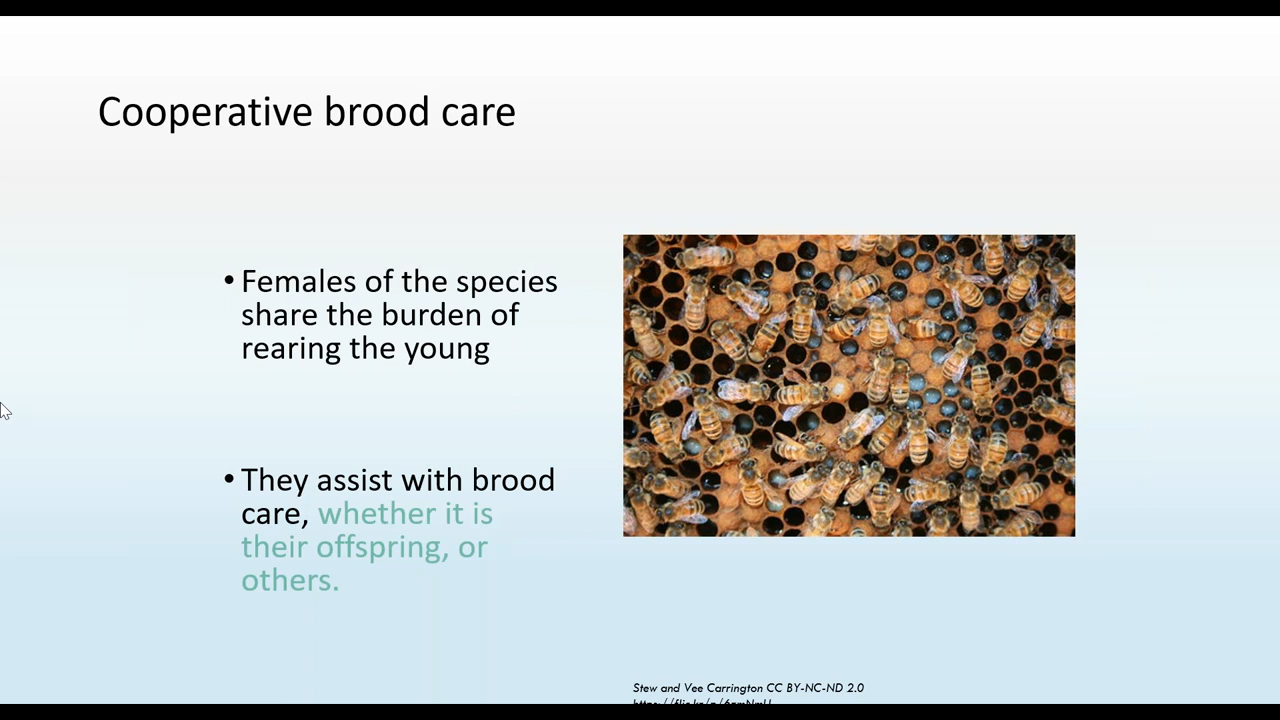 Cooperative brood care
• Females of the species
share the burden of
rearing the young
• They assist with brood
care, whether it is
their offspring, or
others.
Stew and Vee Carrington CC BY-NC-ND 2.0